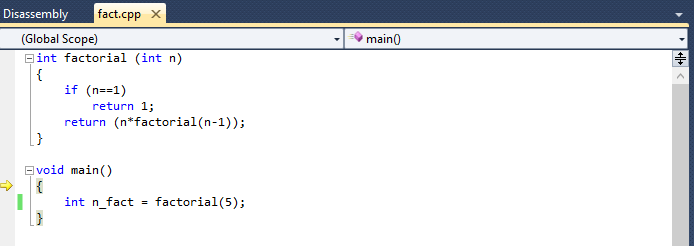 Disassembly fact.cpp
(Global Scope) main()
int factorial (int n)
{
    if (n==1)
        return 1;
    return (n*factorial(n-1));
}
void main()
{
    int n_fact = factorial(5);
}